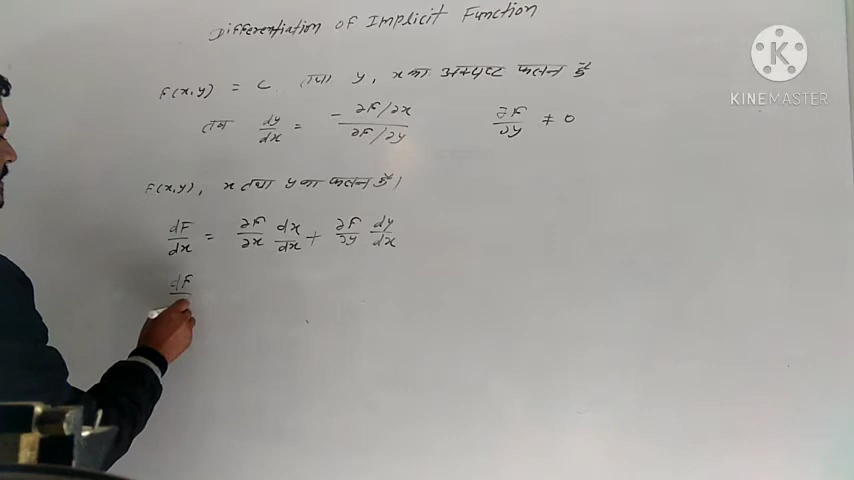 Differentiation of Implicit Function
F(x,y) = c. तथा y, x का अस्पष्ट फलन है
तब dy/dx = - ∂F/∂x / ∂F/∂y    ∂F/∂y ≠ 0
F(x,y), x तथा y का फलन है।
dF/dx = ∂F/∂x dx/dx + ∂F/∂y dy/dx
dF
K
KINEMASTER